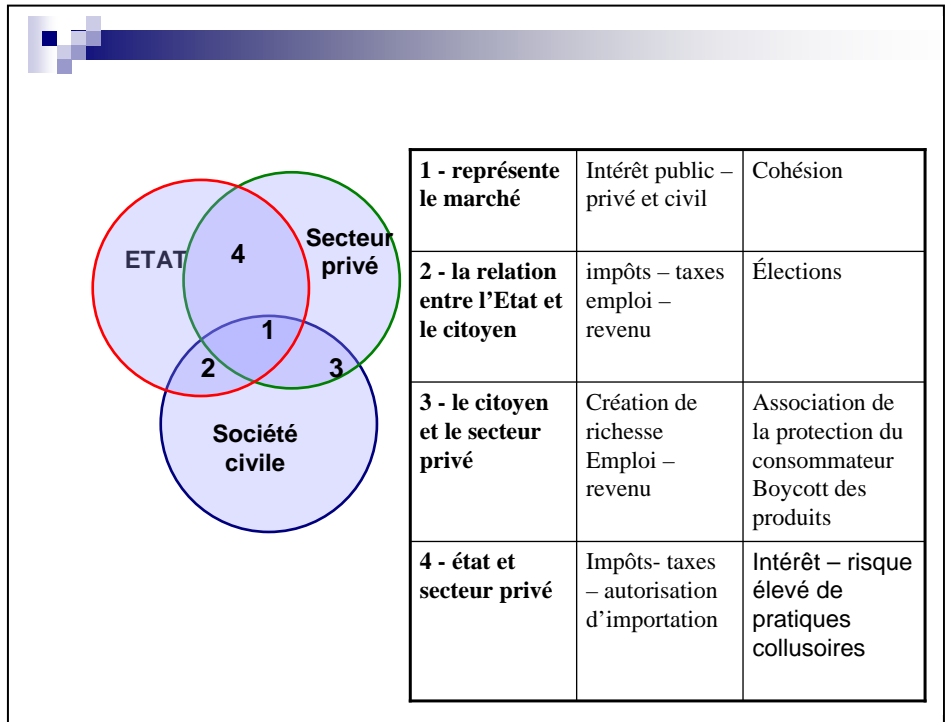 ETAT
4
Secteur
privé
1
2
3
Société
civile
1 - représente
le marché
Intérêt public –
privé et civil
Cohésion
2 - la relation
entre l’Etat et
le citoyen
impôts – taxes
emploi –
revenu
Élections
3 - le citoyen
et le secteur
privé
Création de
richesse
Emploi –
revenu
Association de
la protection du
consommateur
Boycott des
produits
4 - état et
secteur privé
Impôts- taxes
– autorisation
d’importation
Intérêt – risque
élevé de
pratiques
collusoires